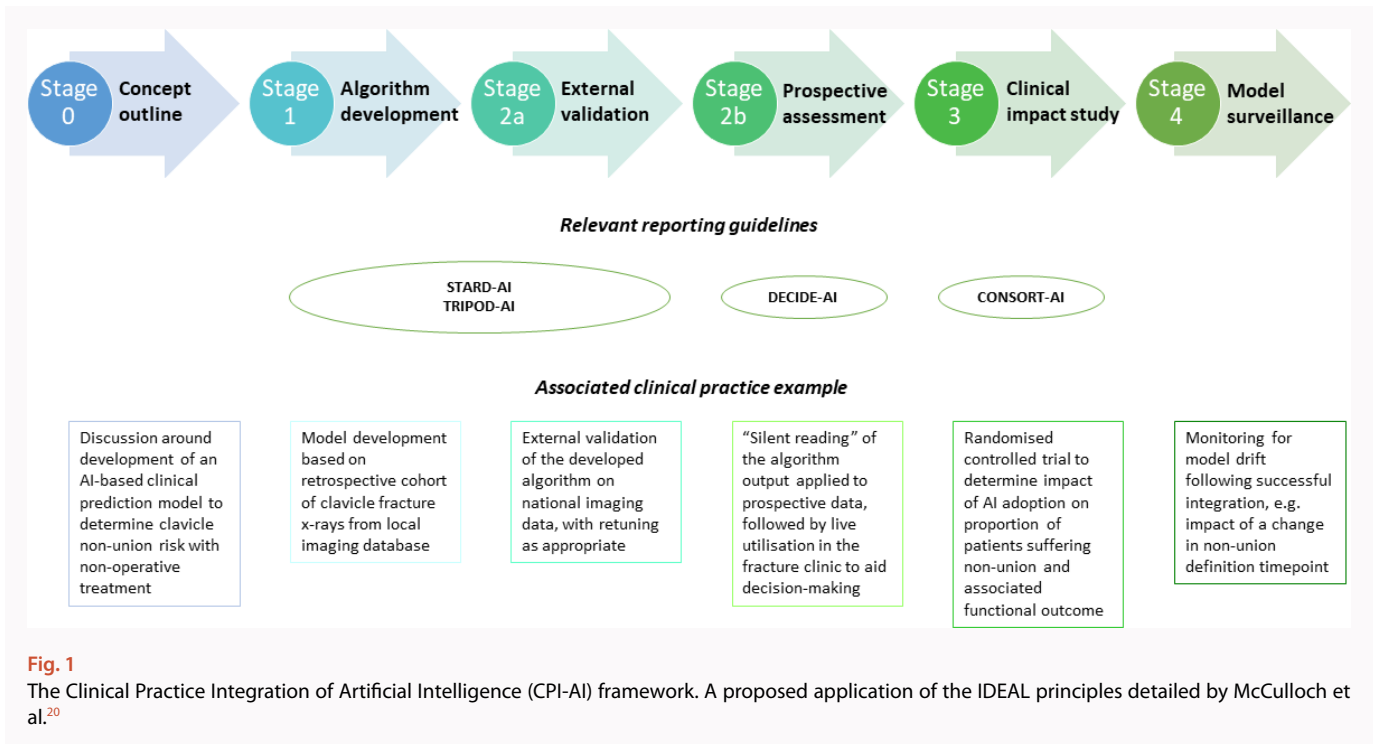 Stage
0
Concept
outline
Stage
1
Algorithm
development
Stage
2a
External
validation
Stage
2b
Prospective
assessment
Stage
3
Clinical
impact study
Stage
4
Model
surveillance
Relevant reporting guidelines
STARD-AI
TRIPOD-AI
DECIDE-AI
CONSORT-AI
Associated clinical practice example
Discussion around
development of an
AI-based clinical
prediction model to
determine clavicle
non-union risk with
non-operative
treatment
Model development
based on
retrospective cohort
of clavicle fracture
x-rays from local
imaging database
External validation
of the developed
algorithm on
national imaging
data, with retuning
as appropriate
“Silent reading” of
the algorithm
output applied to
prospective data,
followed by live
utilisation in the
fracture clinic to aid
decision-making
Randomised
controlled trial to
determine impact
of AI adoption on
proportion of
patients suffering
non-union and
associated
functional outcome
Monitoring for
model drift
following successful
integration, e.g.
impact of a change
in non-union
definition timepoint
Fig. 1
The Clinical Practice Integration of Artificial Intelligence (CPI-AI) framework. A proposed application of the IDEAL principles detailed by McCulloch et
al.20